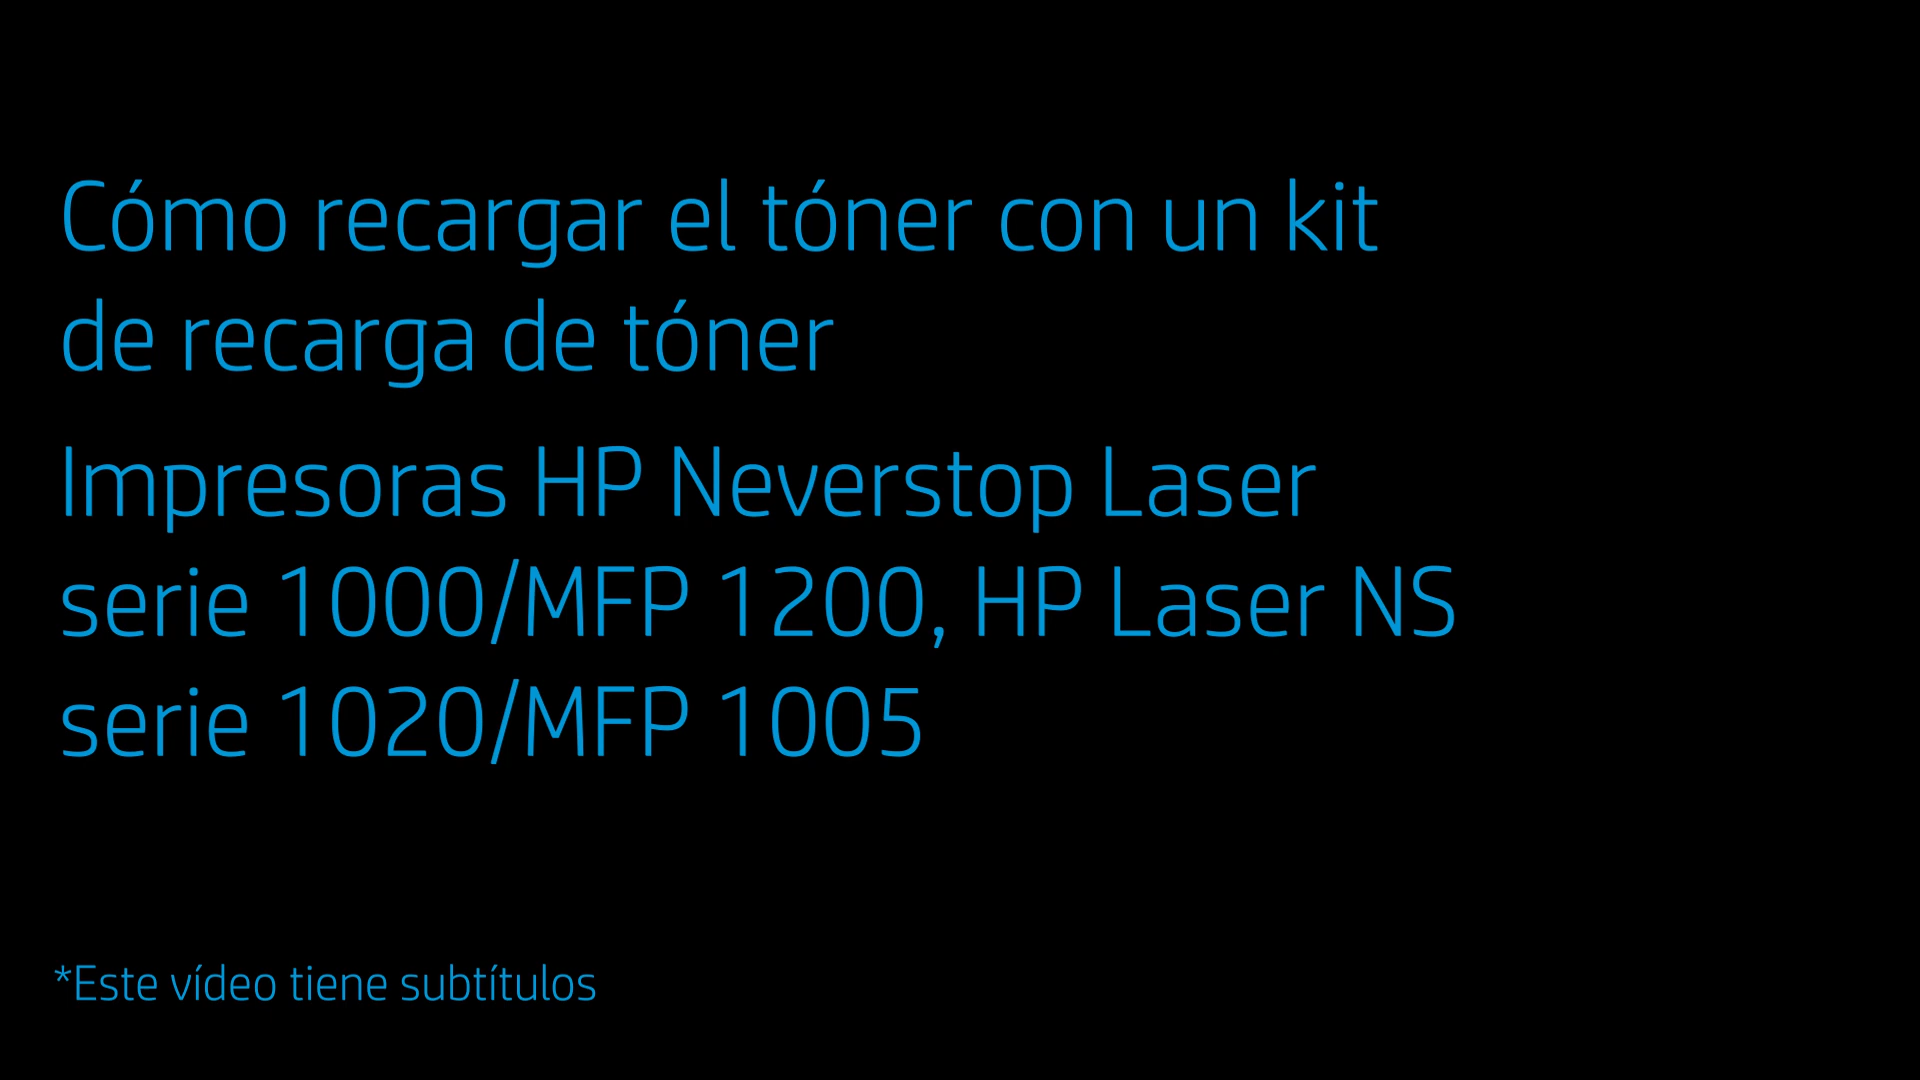 Cómo recargar el tóner con un kit
de recarga de tóner
Impresoras HP Neverstop Laser
serie 1000/MFP 1200, HP Laser NS
serie 1020/MFP 1005
*Este vídeo tiene subtítulos